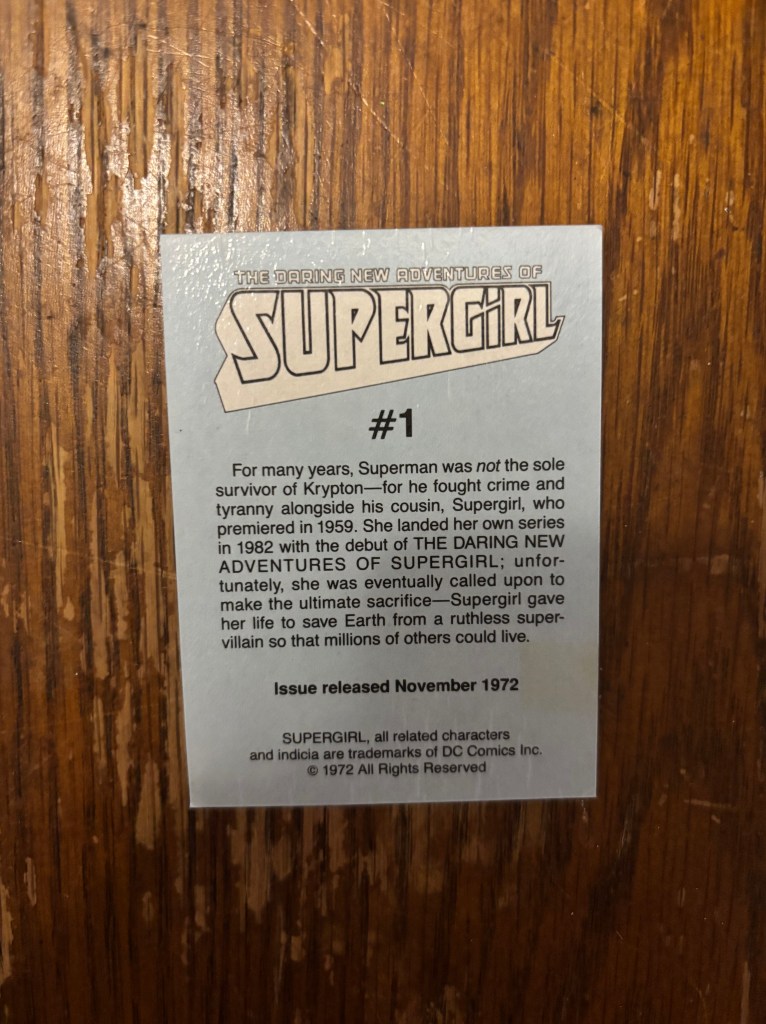 THE DARING NEW ADVENTURES OF
SUPERGIRL
#1
For many years, Superman was not the sole
survivor of Krypton—for he fought crime and
tyranny alongside his cousin, Supergirl, who
premiered in 1959. She landed her own series
in 1982 with the debut of THE DARING NEW
ADVENTURES OF SUPERGIRL; unfor-
tunately, she was eventually called upon to
make the ultimate sacrifice—Supergirl gave
her life to save Earth from a ruthless super-
villain so that millions of others could live.
Issue released November 1972
SUPERGIRL, all related characters
and indicia are trademarks of DC Comics Inc.
© 1972 All Rights Reserved